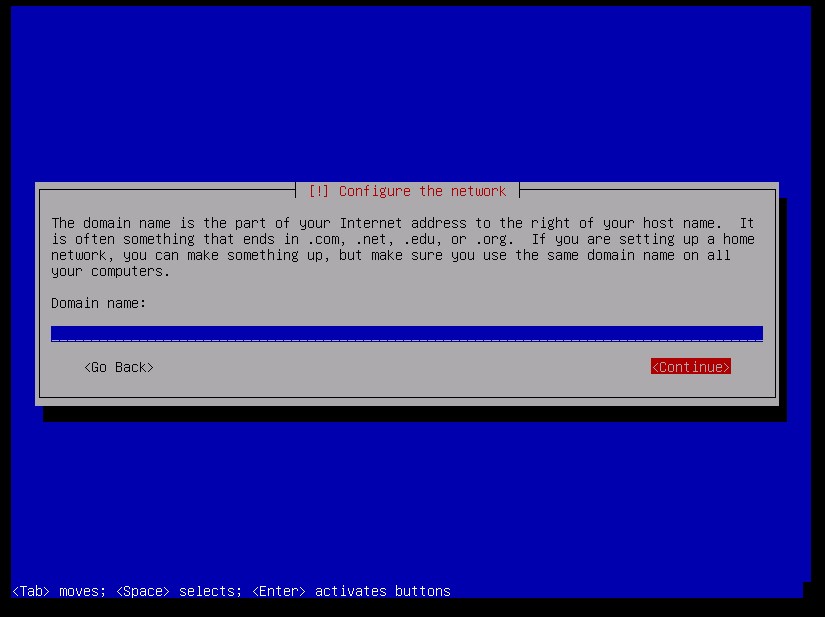 [!] Configure the network
The domain name is the part of your Internet address to the right of your host name.  It
is often something that ends in .com, .net, .edu, or .org.  If you are setting up a home
network, you can make something up, but make sure you use the same domain name on all
your computers.
Domain name:
<Go Back> <Continue>
<Tab> moves; <Space> selects; <Enter> activates buttons